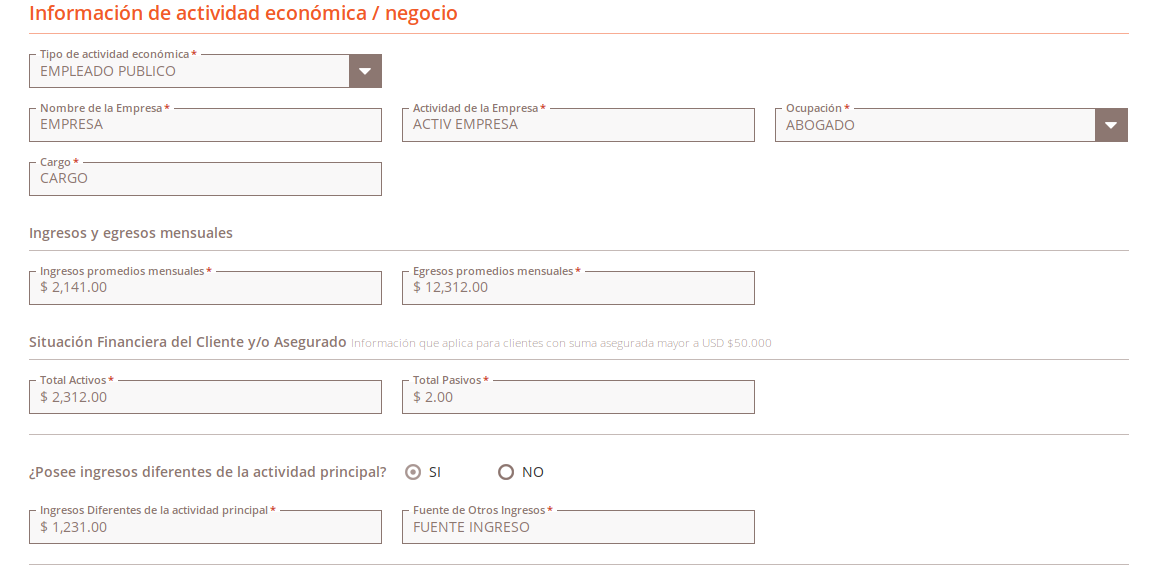 Información de actividad económica / negocio
Tipo de actividad económica *
EMPLEADO PUBLICO
Nombre de la Empresa * Actividad de la Empresa * Ocupación *
EMPRESA ACTIV EMPRESA ABOGADO
Cargo *
CARGO
Ingresos y egresos mensuales
Ingresos promedios mensuales * Egresos promedios mensuales *
$ 2,141.00 $ 12,312.00
Situación Financiera del Cliente y/o Asegurado Información que aplica para clientes con suma asegurada mayor a USD $50.000
Total Activos * Total Pasivos *
$ 2,312.00 $ 2.00
¿Posee ingresos diferentes de la actividad principal? SI NO
Ingresos Diferentes de la actividad principal * Fuente de Otros Ingresos *
$ 1,231.00 FUENTE INGRESO